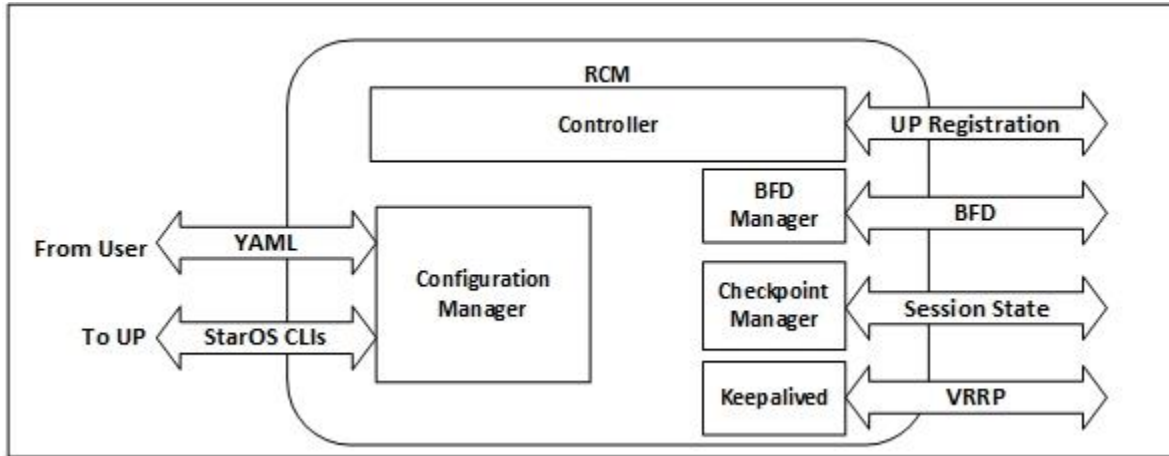 RCM
Controller
UP Registration
BFD
Manager
BFD
From User
YAML
Configuration
Manager
Checkpoint
Manager
Session State
To UP
StarOS CLIs
Keepalived
VRRP